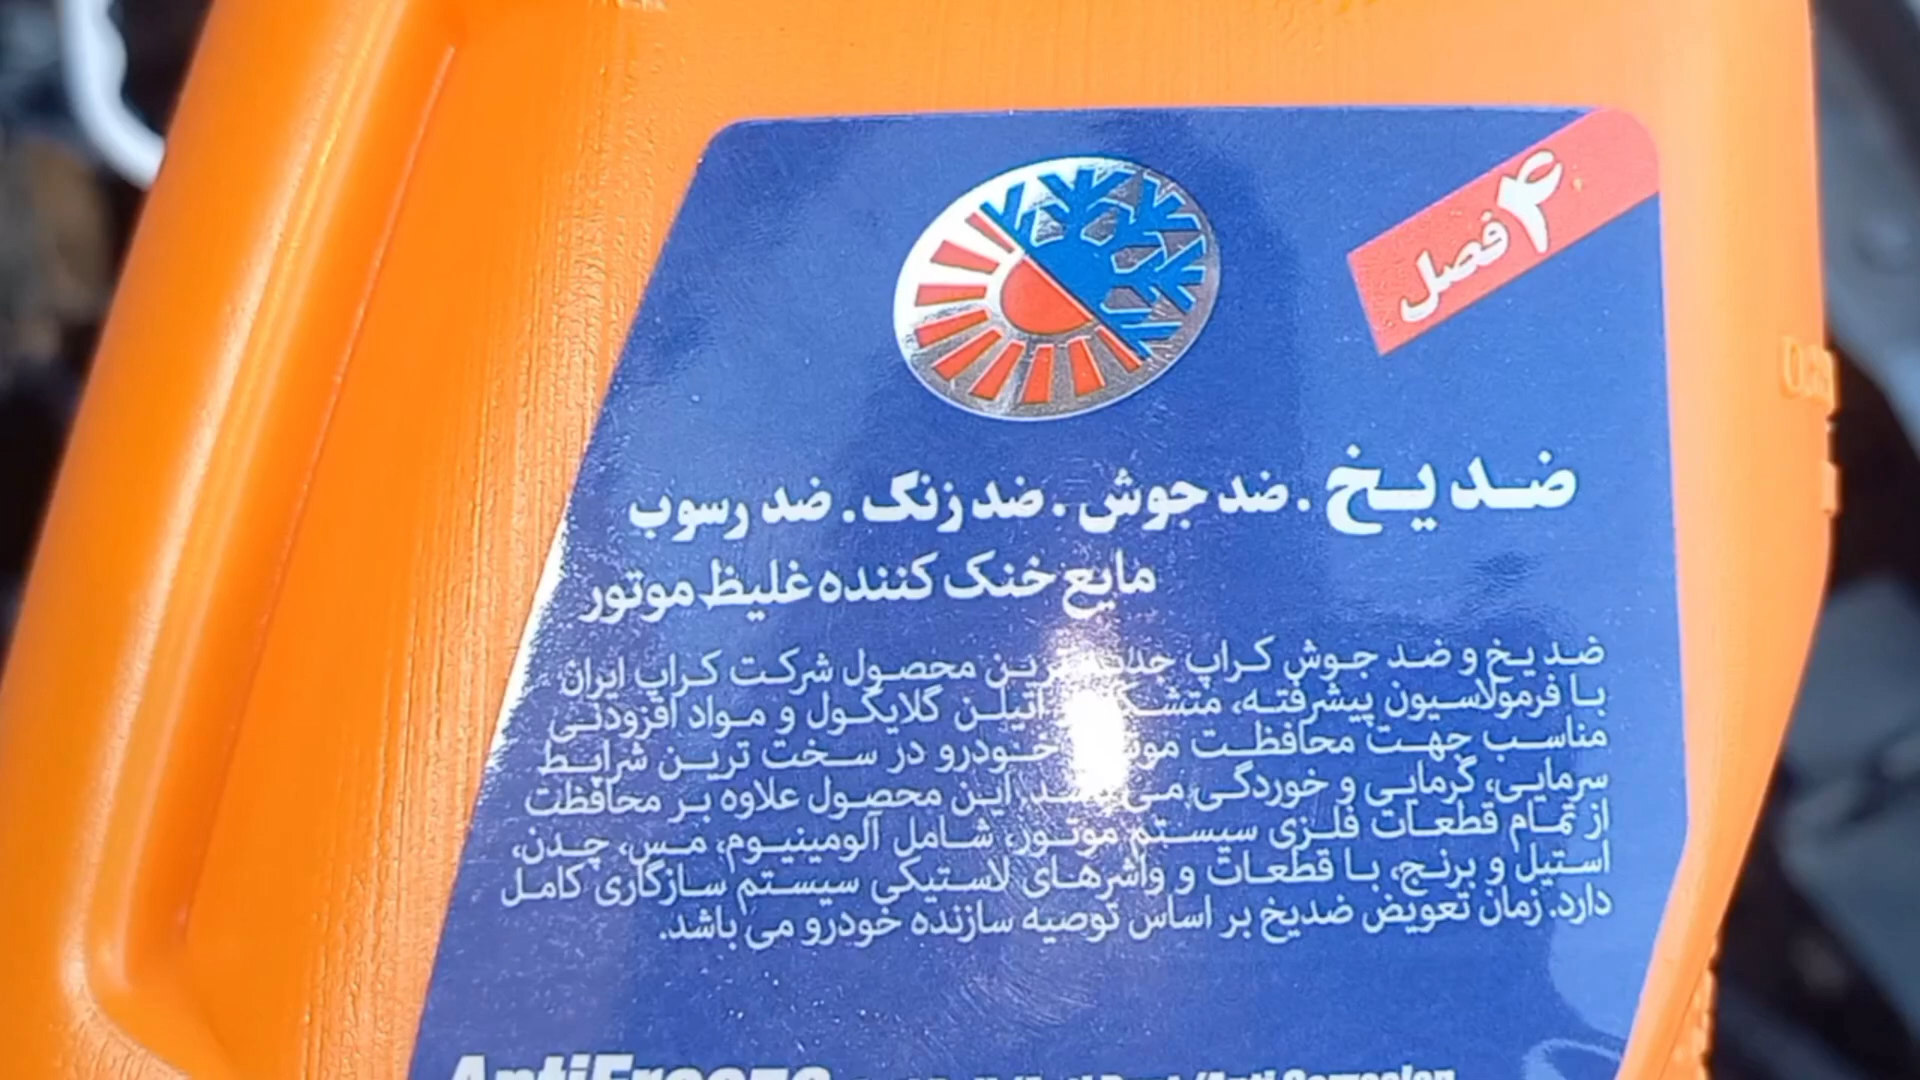 ۴ فصل
ضد یخ . ضد جوش . ضد زنگ . ضد رسوب
مایع خنک کننده غلیظ موتور
ضد یخ و ضد جوش کراپ محصول شرکت کراپ ایران
با فرمولاسیون پیشرفته، اتیلن گلایکول و مواد افزودنی
مناسب جهت محافظت خودرو در سخت ترین شرایط
سرمایی، گرمایی و خوردگی این محصول علاوه بر محافظت
از تمام قطعات فلزی سیستم موتور، شامل آلومینیوم، مس، چدن،
استیل و برنج، با قطعات و واشرهای لاستیکی سیستم سازگاری کامل
دارد. زمان تعویض ضدیخ بر اساس توصیه سازنده خودرو می باشد.
AntiFreeze